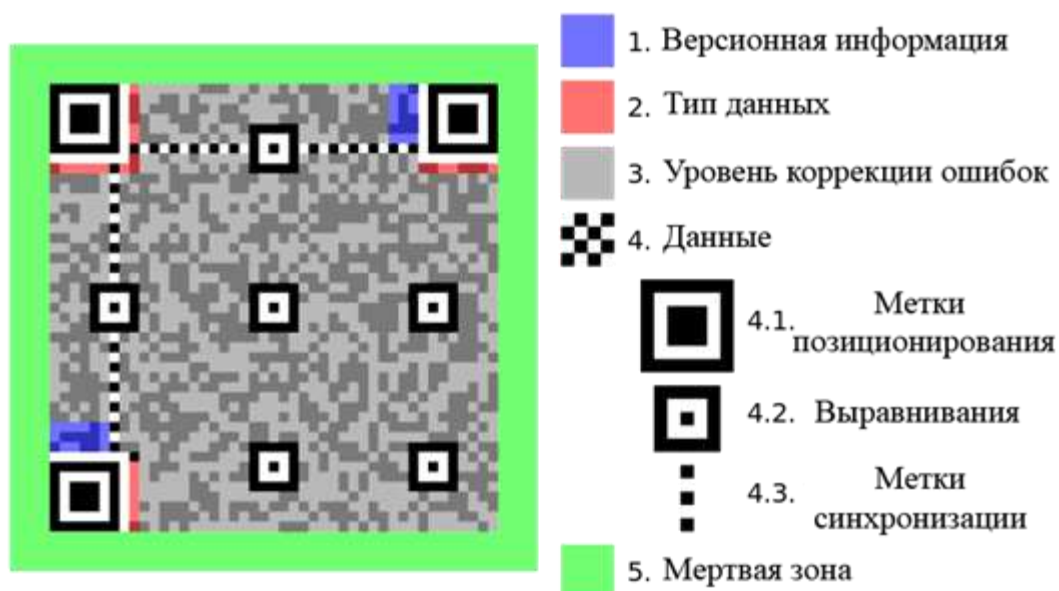 1. Версионная информация
2. Тип данных
3. Уровень коррекции ошибок
4. Данные
4.1. Метки
позиционирования
4.2. Выравнивания
4.3. Метки
синхронизации
5. Мертвая зона